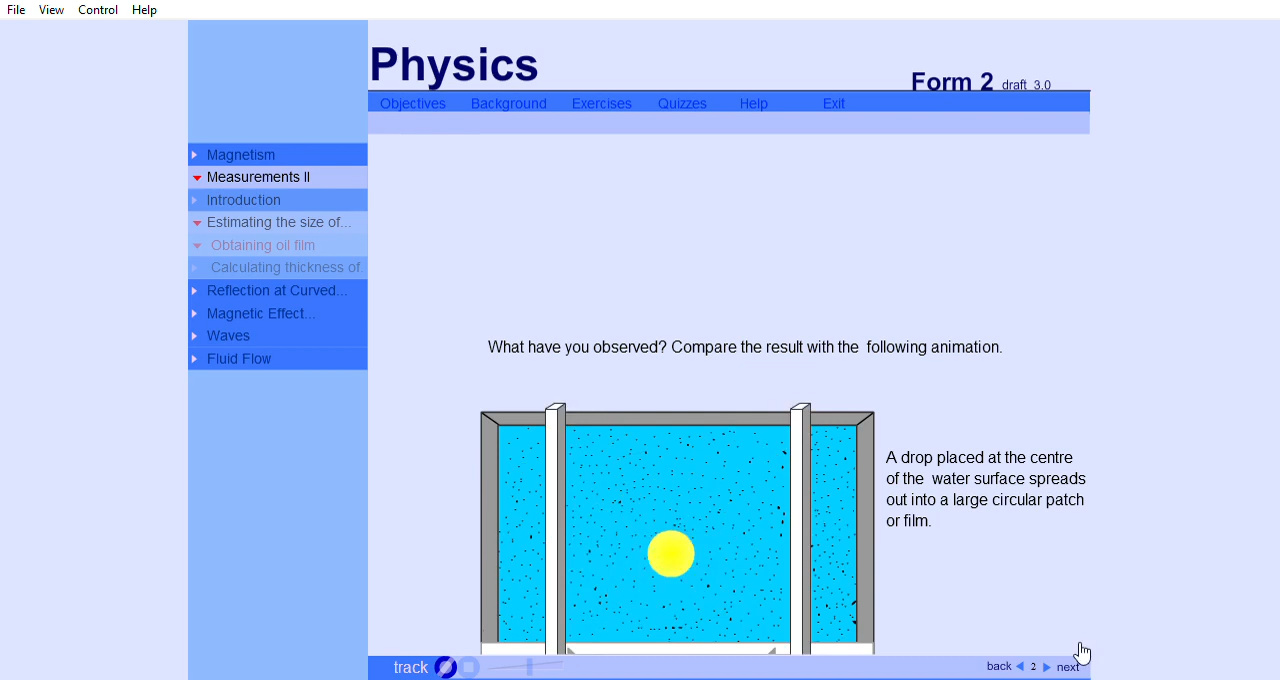 File View Control Help
Physics
Form 2 draft 3.0
Objectives Background Exercises Quizzes Help Exit
Magnetism
Measurements II
Introduction
Estimating the size of...
Obtaining oil film
Calculating thickness of
Reflection at Curved...
Magnetic Effect...
Waves
Fluid Flow
What have you observed? Compare the result with the following animation.
A drop placed at the centre
of the water surface spreads
out into a large circular patch
or film.
track
back 2 next